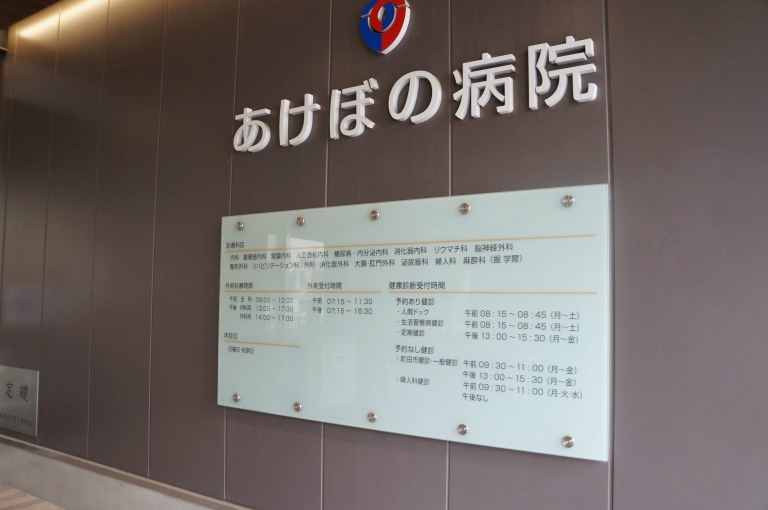 あけぼの病院
診療科目
内科 循環器内科 腎臓内科 人工透析内科 糖尿病・内分泌内科 消化器内科 リウマチ科 脳神経外科
整形外科 リハビリテーション科 外科・消化器外科 大腸・肛門外科 泌尿器科 婦人科 麻酔科（堀 学爾）
外来診療時間
午前 全 科 09:00～12:00
午後 内科系 13:00～17:00
外科系 14:00～17:00
休診日
日曜日・祝祭日
外来受付時間
午前 07:15～11:30
午後 07:15～16:30
健康診断受付時間
予約あり健診
・人間ドック 午前 08:15～08:45（月～土）
・生活習慣病健診 午前 08:15～08:45（月～土）
・定期健診 午後 13:00～15:30（月～金）
予約なし健診
・町田市健診・一般健診 午前 09:30～11:00（月～金）
午後 13:00～15:30（月～金）
・婦人科健診 午前 09:30～11:00（月・火・水）
午後なし
定礎